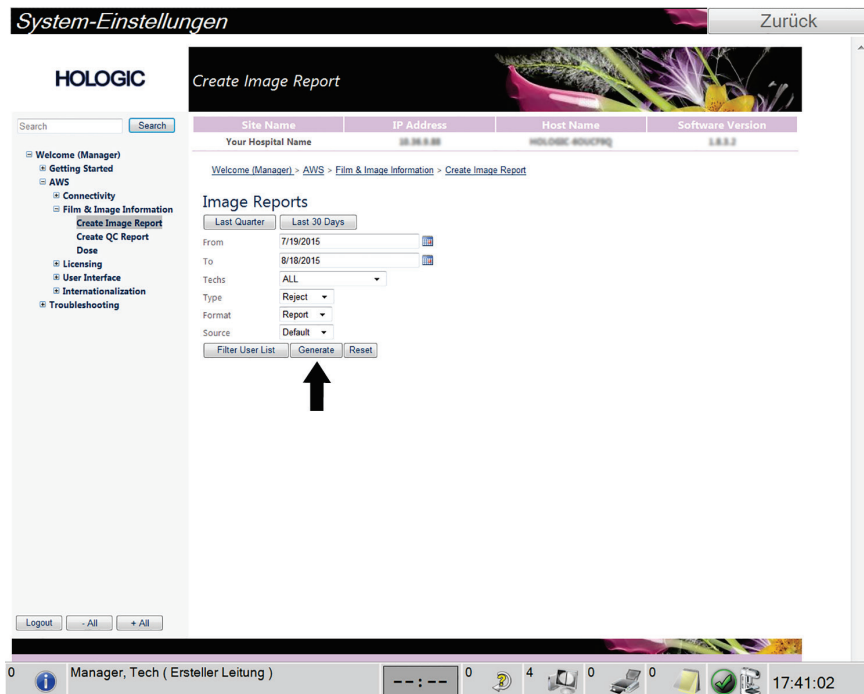 System-Einstellungen
Zurück
HOLOGIC
Create Image Report
Search
Search
Site Name IP Address Host Name Software Version
Your Hospital Name
Welcome (Manager)
Getting Started
AWS
Connectivity
Film & Image Information
Create Image Report
Create QC Report
Dose
Licensing
User Interface
Internationalization
Troubleshooting
Welcome (Manager) > AWS > Film & Image Information > Create Image Report
Image Reports
Last Quarter Last 30 Days
From 7/19/2015
To 8/18/2015
Techs ALL
Type Reject
Format Report
Source Default
Filter User List Generate Reset
Logout - All + All
0 Manager, Tech ( Ersteller Leitung ) --:-- 0 4 0 0 17:41:02